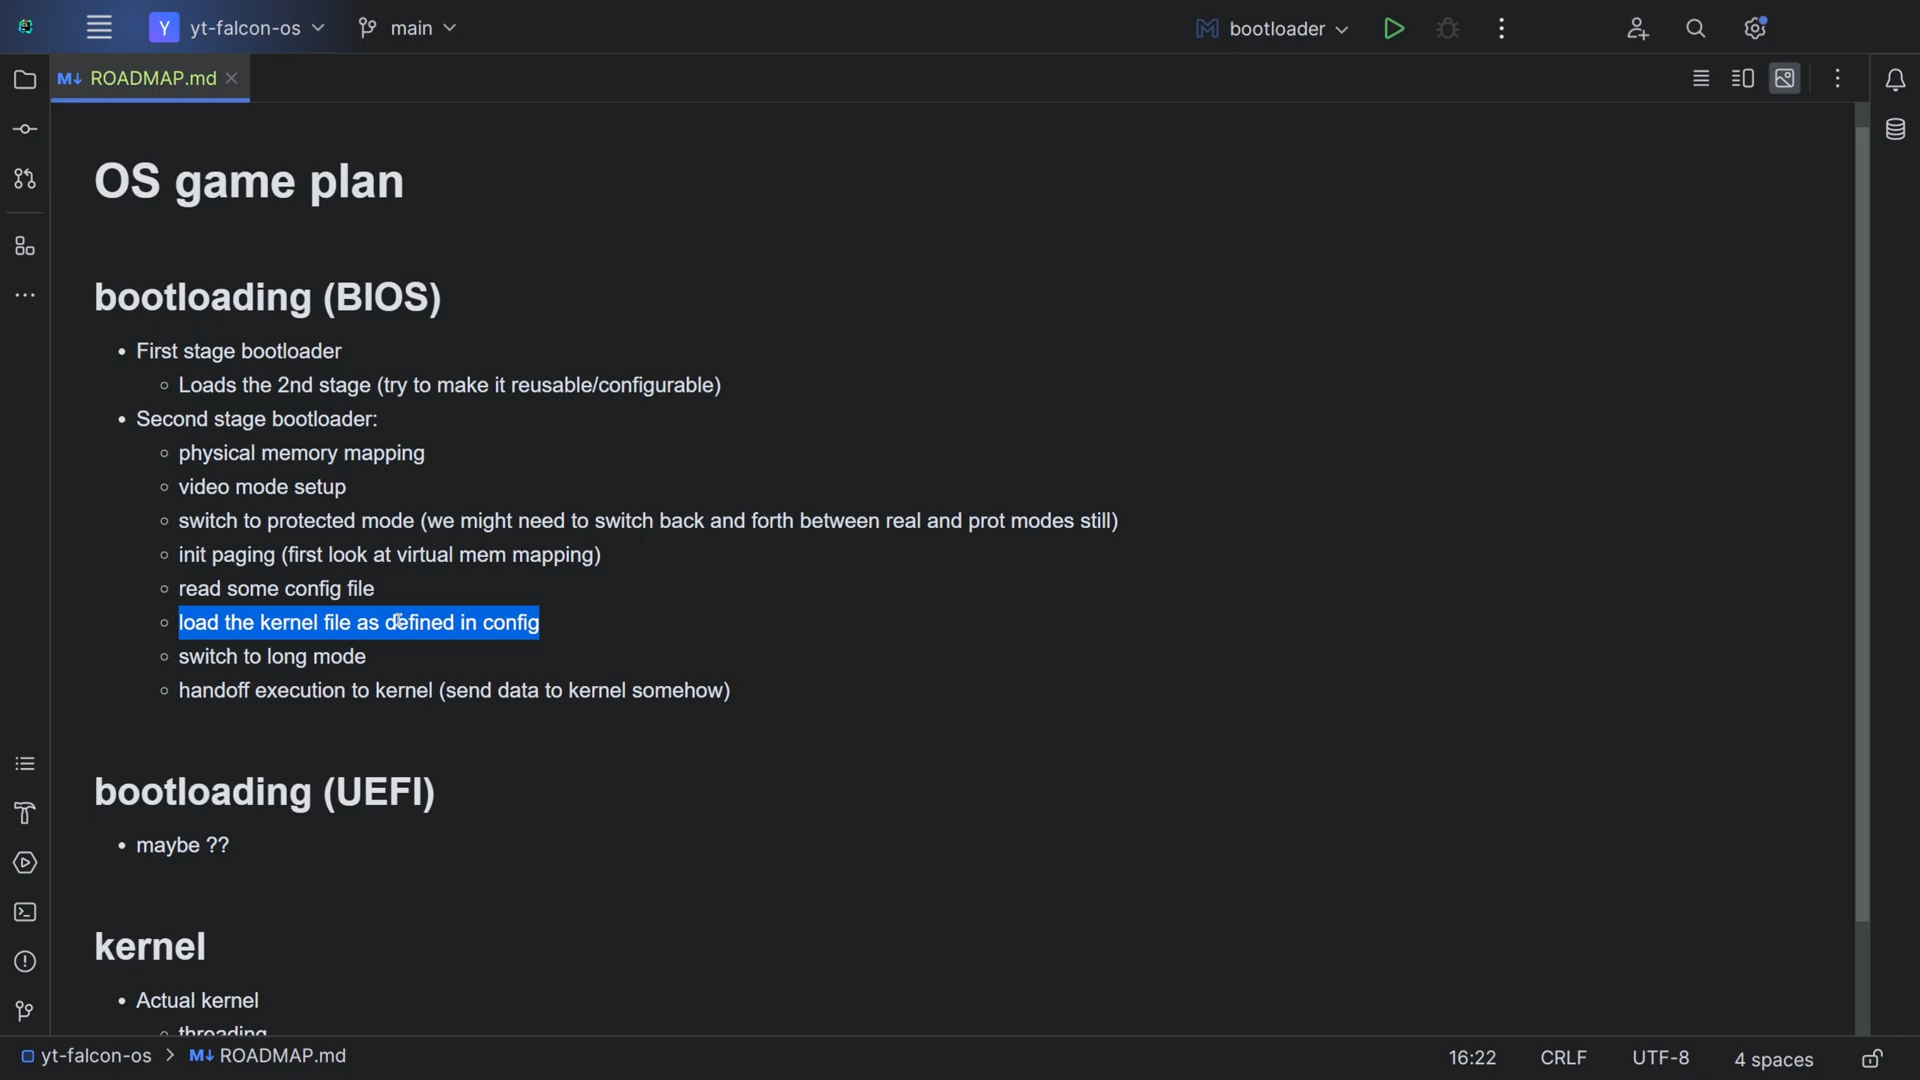 Y yt-falcon-os main bootloader
M↓ ROADMAP.md
OS game plan
bootloading (BIOS)
• First stage bootloader
◦ Loads the 2nd stage (try to make it reusable/configurable)
• Second stage bootloader:
◦ physical memory mapping
◦ video mode setup
◦ switch to protected mode (we might need to switch back and forth between real and prot modes still)
◦ init paging (first look at virtual mem mapping)
◦ read some config file
◦ load the kernel file as defined in config
◦ switch to long mode
◦ handoff execution to kernel (send data to kernel somehow)
bootloading (UEFI)
• maybe ??
kernel
• Actual kernel
◦ threading
yt-falcon-os > M↓ ROADMAP.md 16:22 CRLF UTF-8 4 spaces